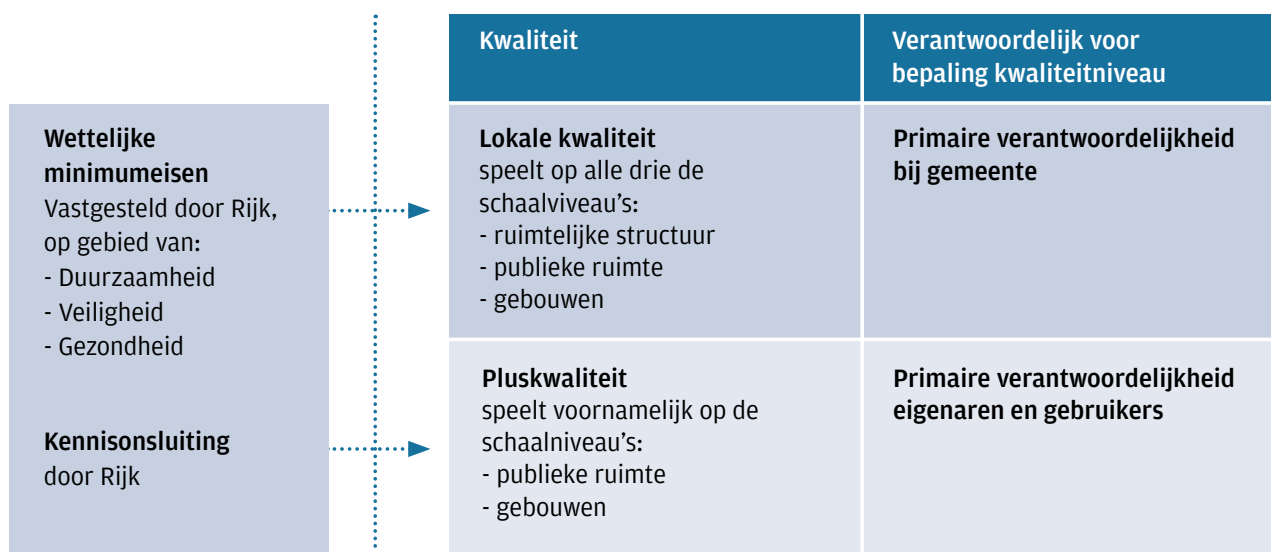 Wettelijke
minimumeisen
Vastgesteld door Rijk,
op gebied van:
- Duurzaamheid
- Veiligheid
- Gezondheid
Kennisonsluiting
door Rijk
Kwaliteit
Verantwoordelijk voor
bepaling kwaliteitniveau
Lokale kwaliteit
speelt op alle drie de
schaalviveau's:
- ruimtelijke structuur
- publieke ruimte
- gebouwen
Primaire verantwoordelijkheid
bij gemeente
Pluskwaliteit
speelt voornamelijk op de
schaalniveau's:
- publieke ruimte
- gebouwen
Primaire verantwoordelijkheid
eigenaren en gebruikers